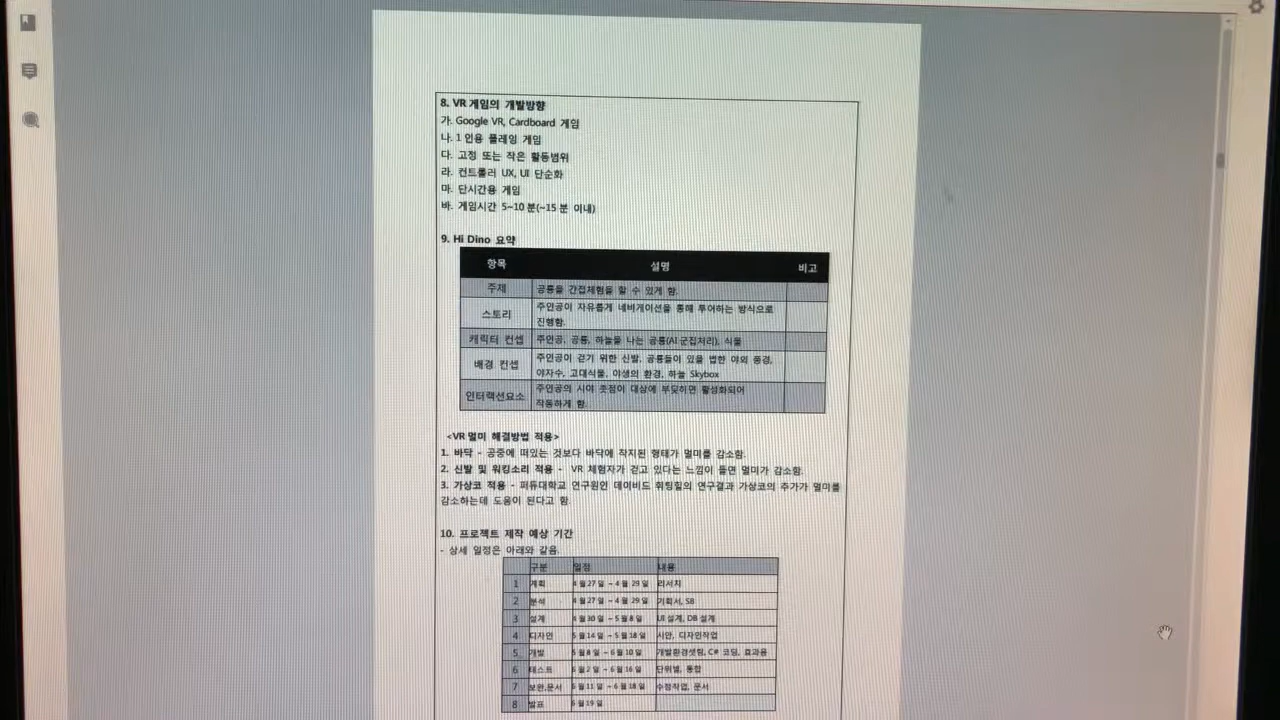 8. VR 게임의 개발방향
가. Google VR, Cardboard 게임
나. 1 인용 플레잉 게임
다. 고정 또는 작은 활동범위
라. 컨트롤러 UX, UI 단순화
마. 단시간용 게임
바. 게임시간 5~10 분(~15 분 이내)
9. Hi Dino 요약
항목 설명 비고
주제 공룡을 간접체험을 할 수 있게 함.
스토리 주인공이 자유롭게 네비게이션을 통해 투어하는 방식으로
진행함.
캐릭터 컨셉 주인공, 공룡, 하늘을 나는 공룡(AI 군집처리), 식물
배경 컨셉 주인공이 걷기 위한 신발, 공룡들이 있을 법한 야외 풍경,
야자수, 고대식물, 야생의 환경, 하늘 Skybox
인터랙션요소 주인공의 시야 촛점이 대상에 부딪히면 활성화되어
작동하게 함.
<VR 멀미 해결방법 적용>
1. 바닥 - 공중에 떠있는 것보다 바닥에 착지된 형태가 멀미를 감소함.
2. 신발 및 워킹소리 적용 - VR 체험자가 걷고 있다는 느낌이 들면 멀미가 감소함.
3. 가상코 적용 - 퍼듀대학교 연구원인 데이비드 휘팅힐의 연구결과 가상코의 추가가 멀미를
감소하는데 도움이 된다고 함.
10. 프로젝트 제작 예상 기간
- 상세 일정은 아래와 같음.
구분 일정 내용
1 계획 4 월 27 일 ~ 4 월 29 일 리서치
2 분석 4 월 27 일 ~ 4 월 29 일 기획서, SB
3 설계 4 월 30 일 ~ 5 월 8 일 UI 설계, DB 설계
4 디자인 5 월 14 일 ~ 5 월 18 일 시안, 디자인작업
5 개발 5 월 8 일 ~ 6 월 10 일 개발환경셋팅, C# 코딩, 효과음
6 테스트 6 월 2 일 ~ 6 월 16 일 단위별, 통합
7 보완,문서 6 월 11 일 ~ 6 월 18 일 수정작업, 문서
8 발표 6 월 19 일